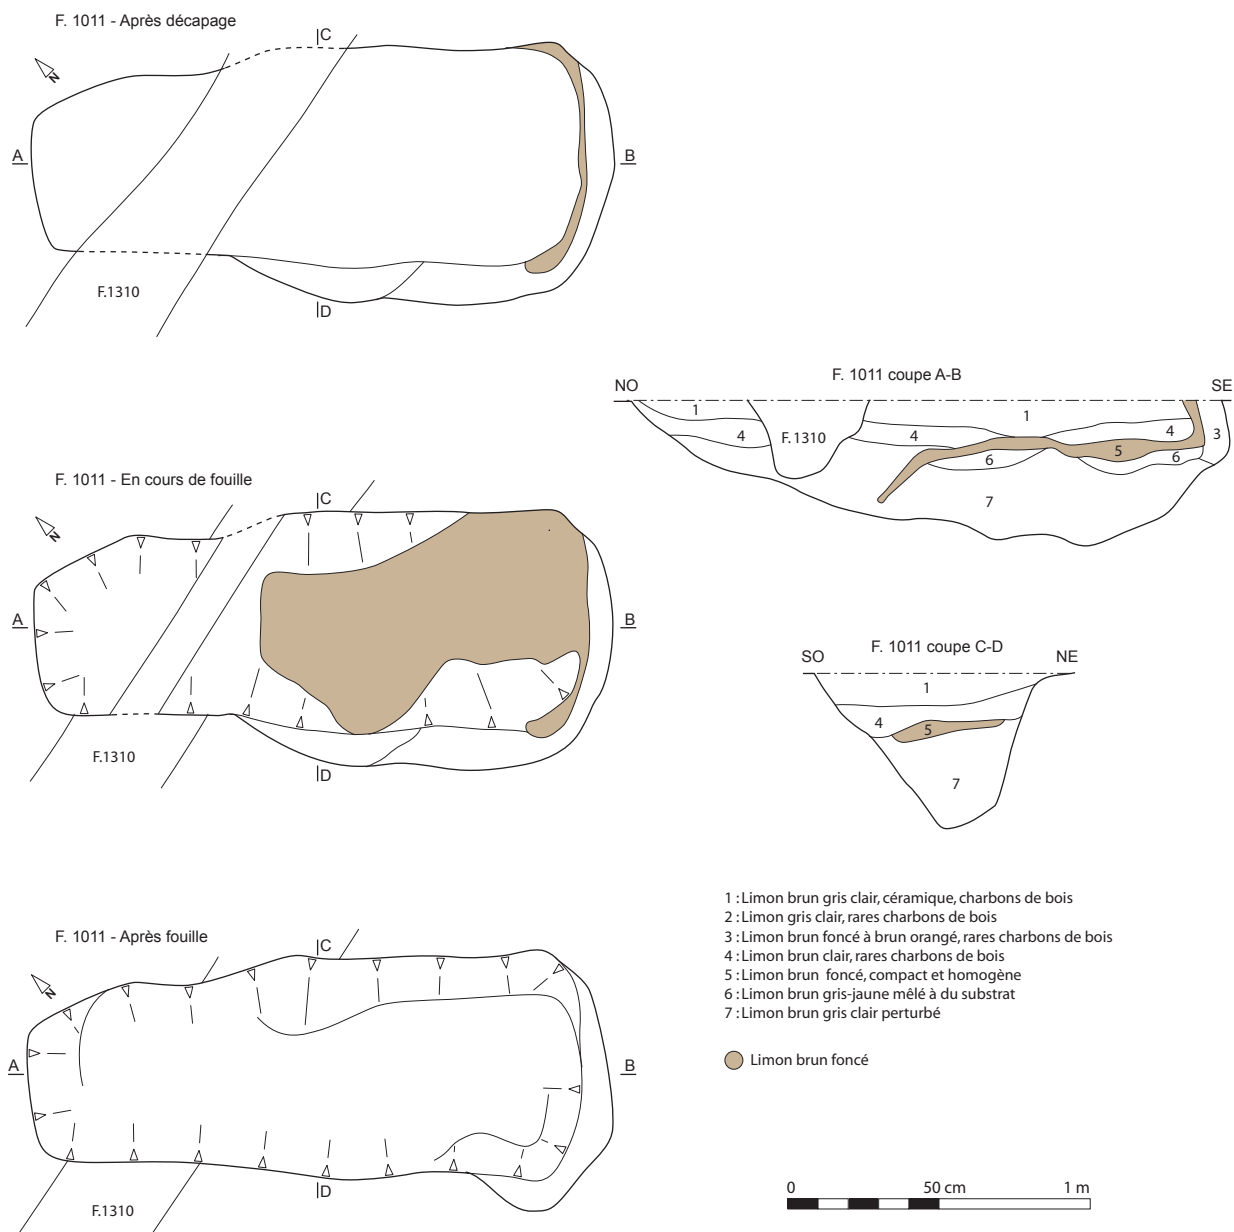 F. 1011 - Après décapage
C
N
A
B
F.1310
D
F. 1011 coupe A-B
NO
SE
1
1
4
F.1310
4
4
3
5
6
6
7
F. 1011 - En cours de fouille
C
N
A
B
F.1310
D
F. 1011 coupe C-D
SO
NE
1
4
5
7
1 : Limon brun gris clair, céramique, charbons de bois
2 : Limon gris clair, rares charbons de bois
3 : Limon brun foncé à brun orangé, rares charbons de bois
4 : Limon brun clair, rares charbons de bois
5 : Limon brun foncé, compact et homogène
6 : Limon brun gris-jaune mêlé à du substrat
7 : Limon brun gris clair perturbé
Limon brun foncé
F. 1011 - Après fouille
C
N
A
B
D
F.1310
0 50 cm 1 m